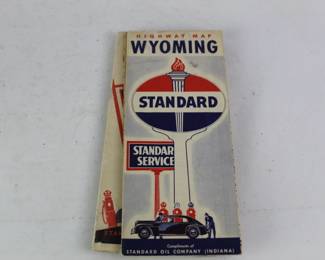 HIGHWAY MAP
WYOMING
STANDARD
STANDARD
SERVICE
Compliments of
STANDARD OIL COMPANY (INDIANA)